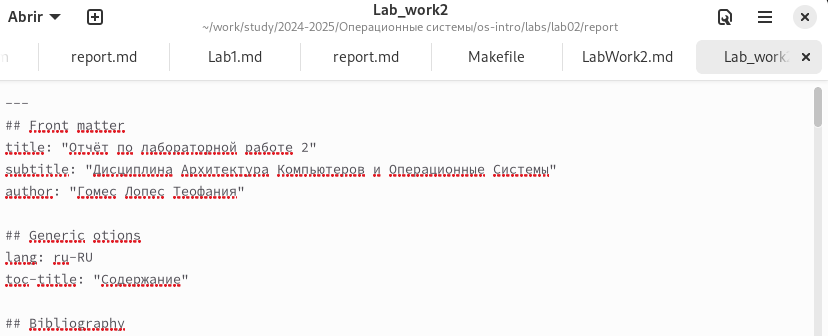 Abrir
Lab_work2
~/work/study/2024-2025/Операционные системы/os-intro/labs/lab02/report
report.md
Lab1.md
report.md
Makefile
LabWork2.md
Lab_work2
---
## Front matter
title: "Отчёт по лабораторной работе 2"
subtitle: "Дисциплина Архитектура Компьютеров и Операционные Системы"
author: "Гомес Лопес Теофания"
## Generic otions
lang: ru-RU
toc-title: "Содержание"
## Bibliography